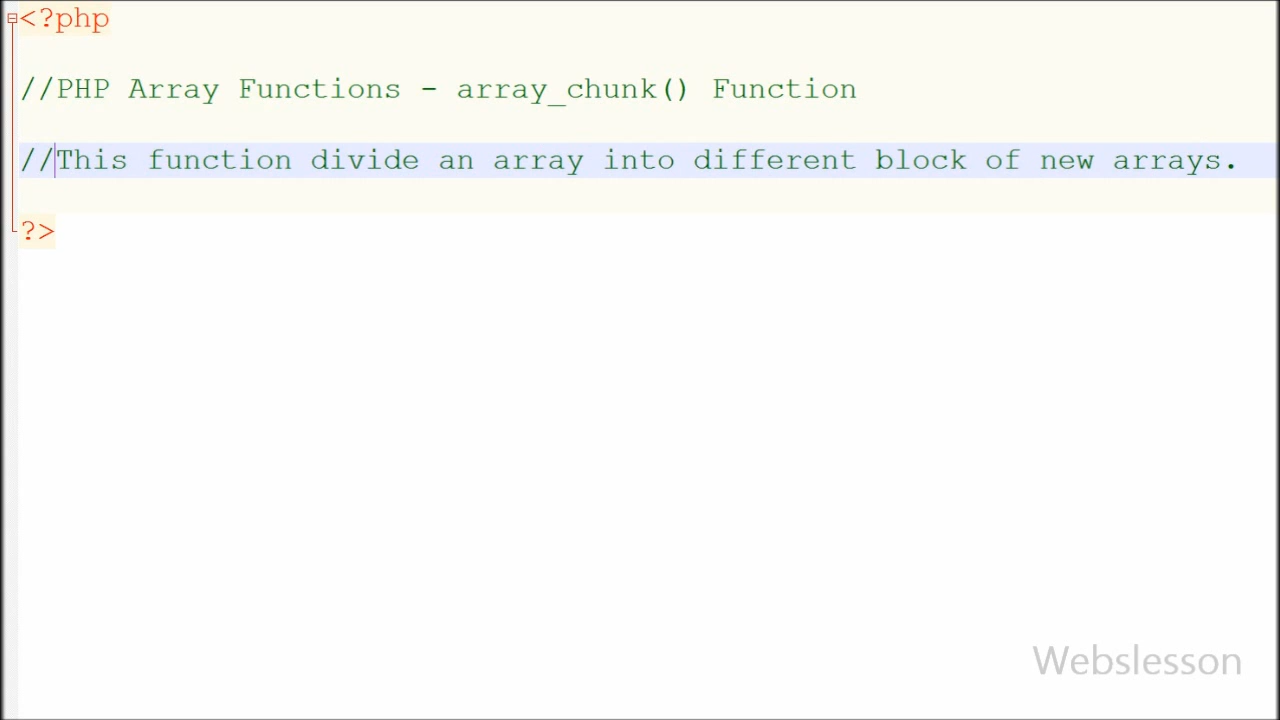 <?php
//PHP Array Functions - array_chunk() Function
//This function divide an array into different block of new arrays.
?>
Webslesson